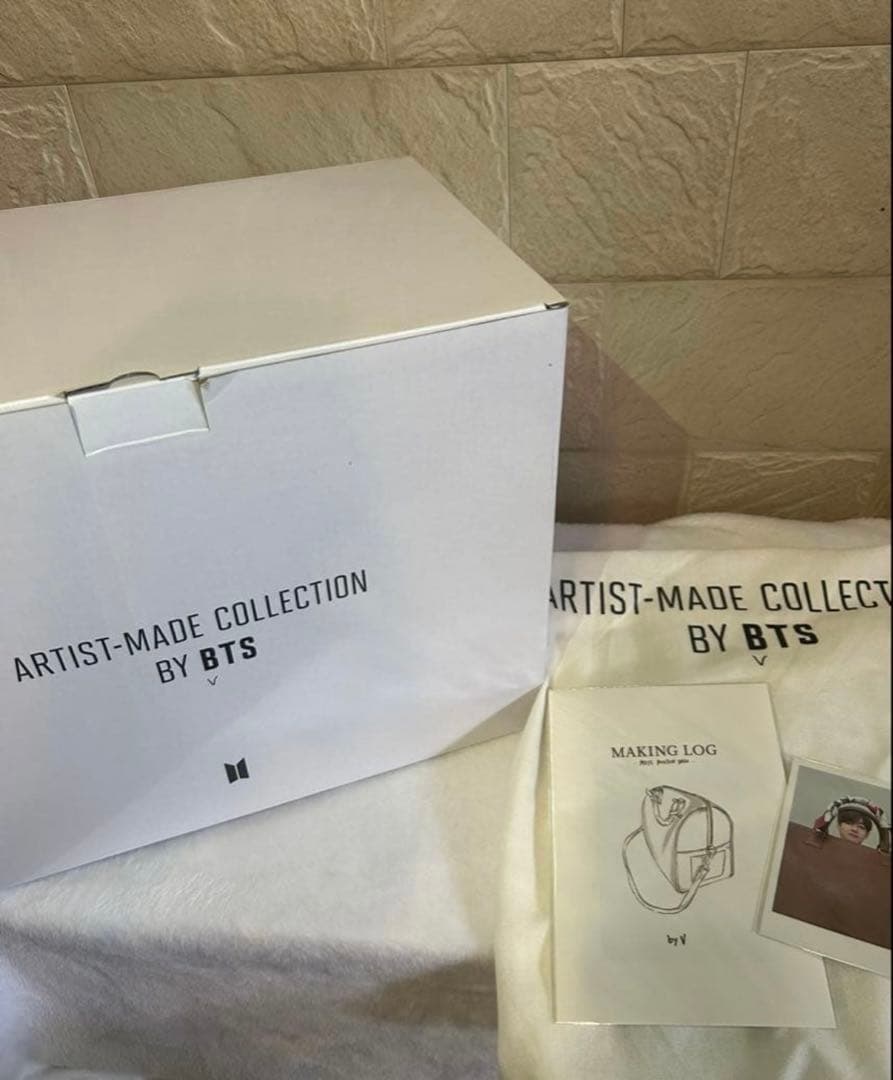 ARTIST-MADE COLLECTION
BY BTS
V
ARTIST-MADE COLLECT
BY BTS
V
MAKING LOG
by V